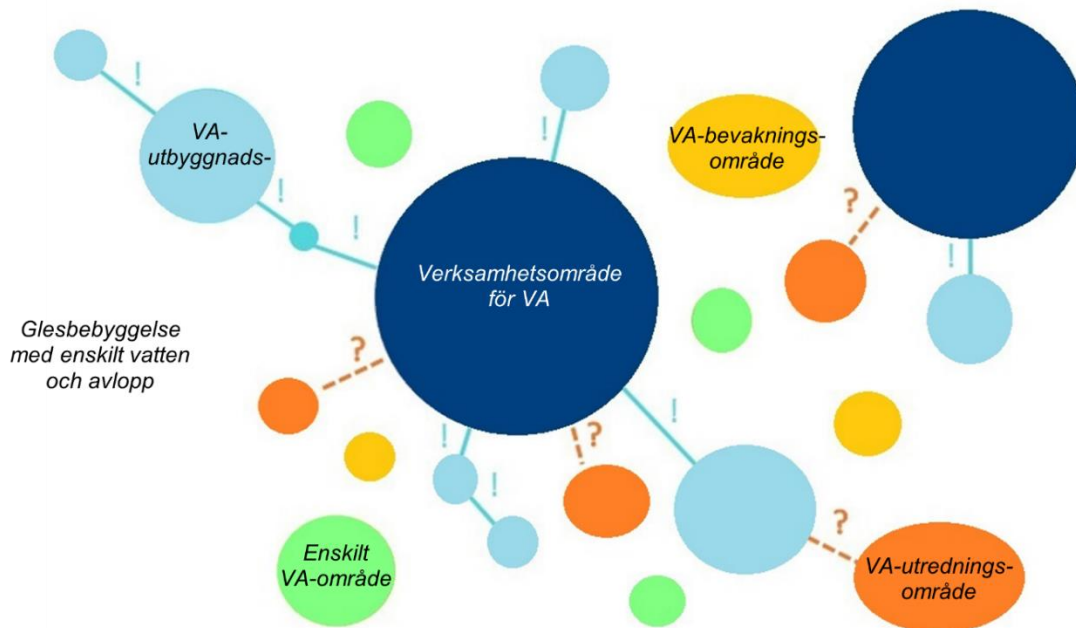 !
VA-
utbyggnads-
!
VA-bevaknings-
område
!
!
?
!
Verksamhetsområde
för VA
Glesbebyggelse
med enskilt vatten
och avlopp
?
!
!
?
!
?
Enskilt
VA-område
VA-utrednings-
område